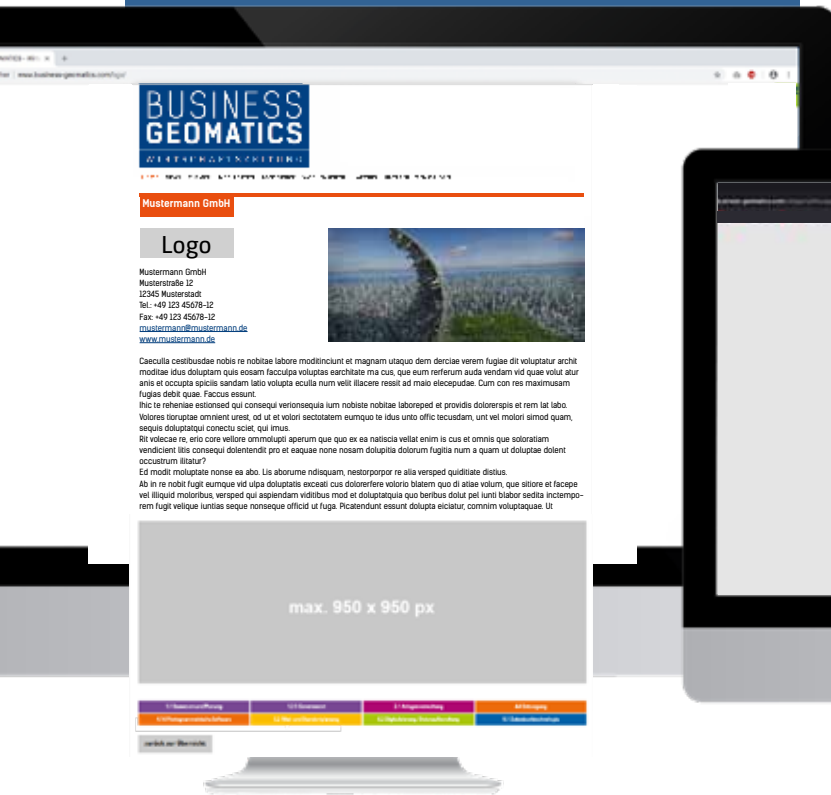 www.business-geomatics.com/logo/
BUSINESS
GEOMATICS
WIRTSCHAFTSZEITUNG
Mustermann GmbH
Logo
Mustermann GmbH
Musterstraße 12
12345 Musterstadt
Tel.: +49 123 45678-12
Fax: +49 123 45678-12
mustermann@mustermann.de
www.mustermann.de
Caeculla cestibusdae nobis re nobitae labore moditinciunt et magnam utaquo dem derciae verem fugiae dit voluptatur archit
moditae idus doluptam quis eosam facculpa voluptas earchitate ma cus, que eum rerferum auda vendam vid quae volut atur
anis et occupta spiciis sandam latio volupta eculla num velit illacere ressit ad maio elecepudae. Cum con res maximusam
fugias debit quae. Faccus essunt.
Ihic te reheniae estionsed qui consequi verionsequia ium nobiste nobitae laboreped et providis dolorerspis et rem lat labo.
Volores tioruptae omnient urest, od ut et volori sectotatem eumquo te idus unto offic tecusdam, unt vel molori simod quam,
sequis doluptatqui conectu sciet, qui imus.
Rit volecae re, erio core vellore ommolupti aperum que quo ex ea natiscia vellat enim is cus et omnis que soloratiam
vendicient litis consequi dolentendit pro et eaquae none nosam dolupitia dolorum fugitia num a quam ut doluptae dolent
occustrum ilitatur?
Ed modit moluptate nonse ea abo. Lis aborume ndisquam, nestorporpor re alia versped quiditiate distius.
Ab in re nobit fugit eumque vid ulpa doluptatis exceati cus dolorerfere volorio blatem quo di atiae volum, que sitiore et facepe
vel illiquid moloribus, versped qui aspiendam viditibus mod et doluptatquia quo beribus dolut pel iunti blabor sedita inctempo-
rem fugit velique iuntias seque nonseque officid ut fuga. Picatendunt essunt dolupta eiciatur, comnim voluptaquae. Ut
max. 950 x 950 px
zurück zur Übersicht